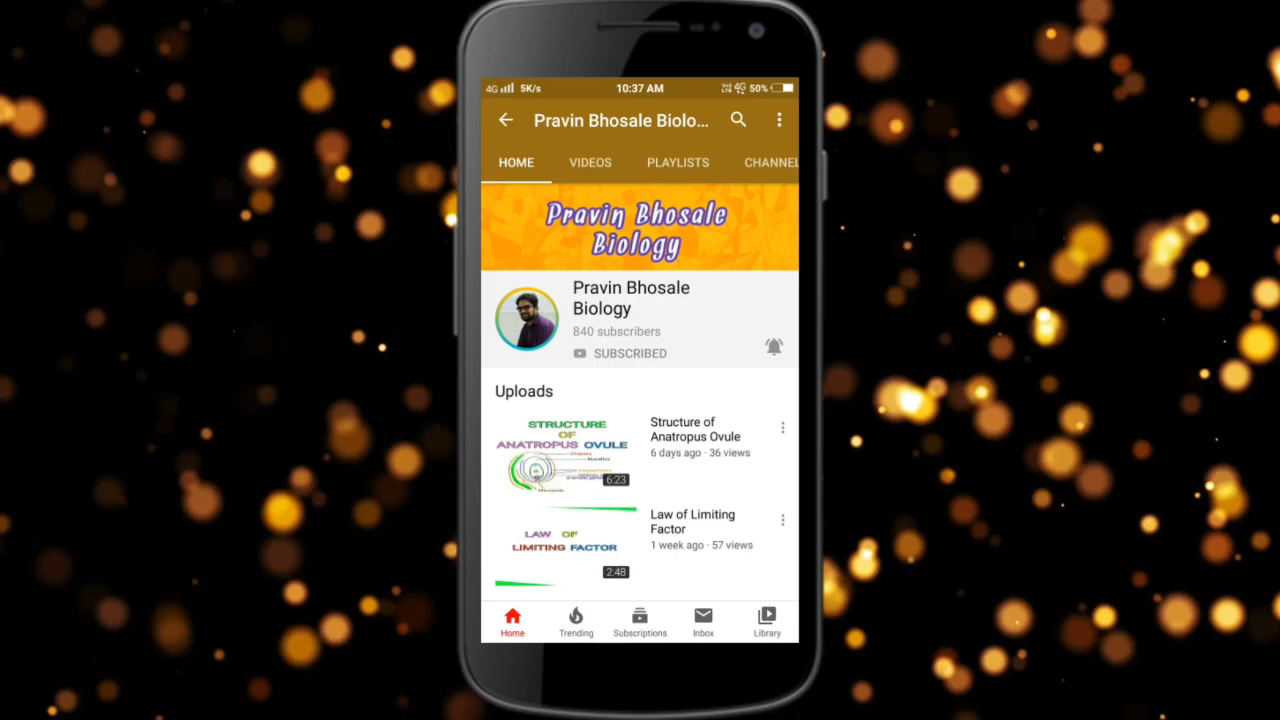 4G 5K/s 10:37 AM 4G 50%
Pravin Bhosale Biolo...
HOME VIDEOS PLAYLISTS CHANNEL
Pravin Bhosale
Biology
Pravin Bhosale
Biology
840 subscribers
SUBSCRIBED
Uploads
STRUCTURE
OF
ANATROPUS OVULE
6:23
Structure of
Anatropus Ovule
6 days ago · 36 views
LAW OF
LIMITING FACTOR
2:48
Law of Limiting
Factor
1 week ago · 57 views
Home Trending Subscriptions Inbox Library